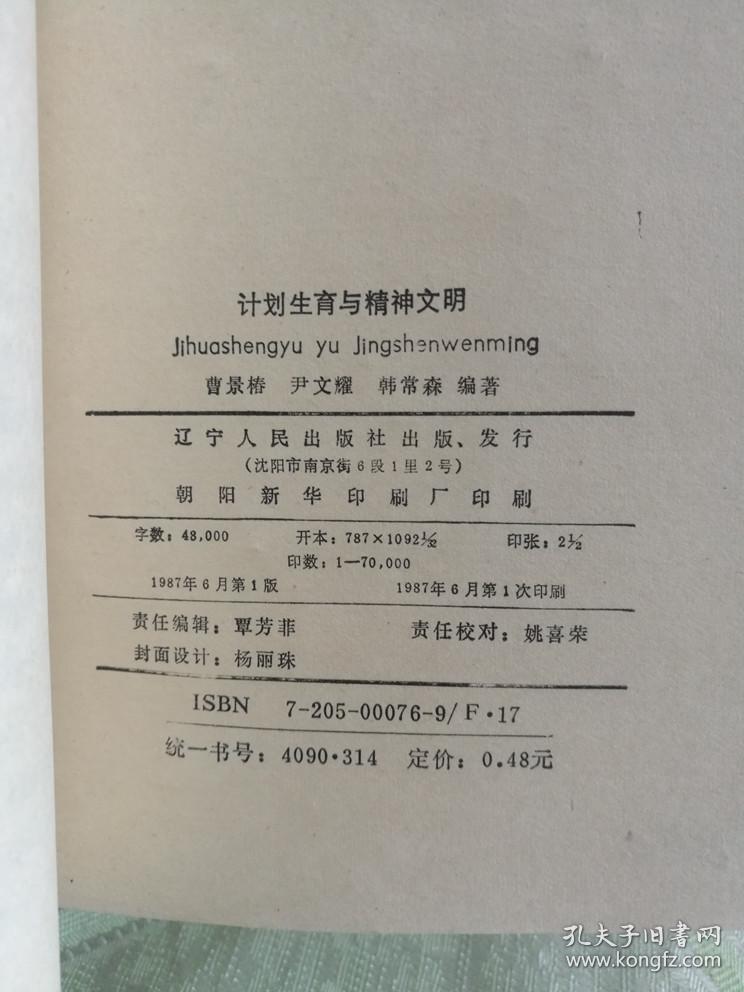 计划生育与精神文明
Jihuashengyu yu Jingshenwenming
曹景椿 尹文耀 韩常森 编著
辽宁人民出版社出版、发行
(沈阳市南京街6段1里2号)
朝阳新华印刷厂印刷
字数：48,000 开本：787×1092 1/32 印张：2 1/2
印数：1—70,000
1987年6月第1版 1987年6月第1次印刷
责任编辑：覃芳菲 责任校对：姚喜荣
封面设计：杨丽珠
ISBN 7-205-00076-9/F·17
统一书号：4090·314 定价：0.48元
孔夫子旧书网
www.kongfz.com